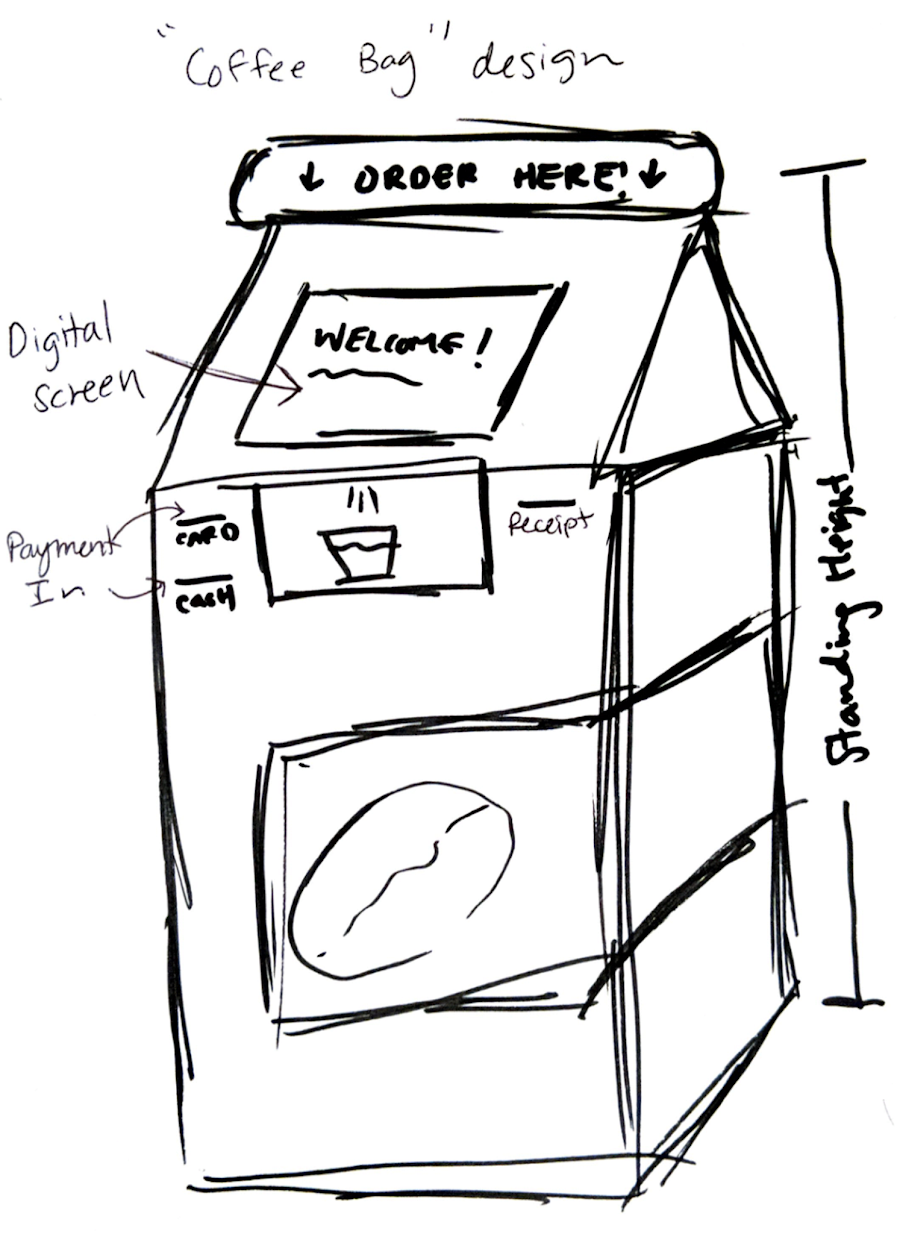 "Coffee Bag" design
↓ ORDER HERE! ↓
Digital
screen
WELCOME!
Payment
In
CARD
CASH
Receipt
Standing Height